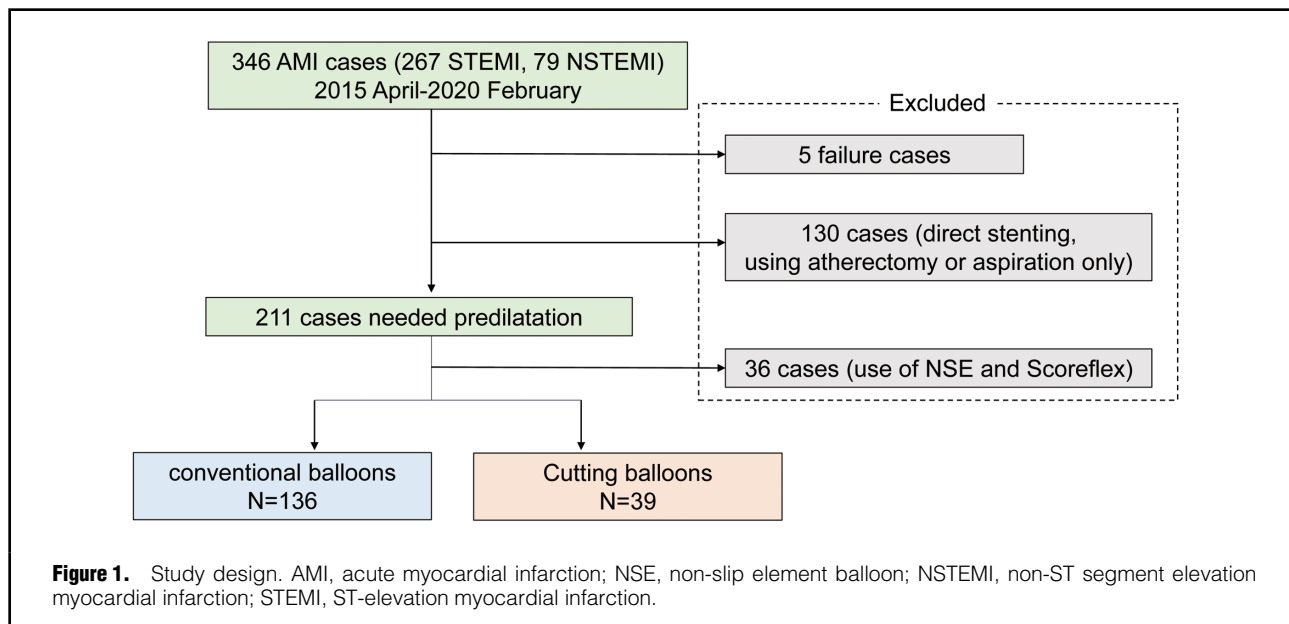 346 AMI cases (267 STEMI, 79 NSTEMI)
2015 April-2020 February
Excluded
5 failure cases
130 cases (direct stenting,
using atherectomy or aspiration only)
211 cases needed predilatation
36 cases (use of NSE and Scoreflex)
conventional balloons
N=136
Cutting balloons
N=39
Figure 1. Study design. AMI, acute myocardial infarction; NSE, non-slip element balloon; NSTEMI, non-ST segment elevation
myocardial infarction; STEMI, ST-elevation myocardial infarction.